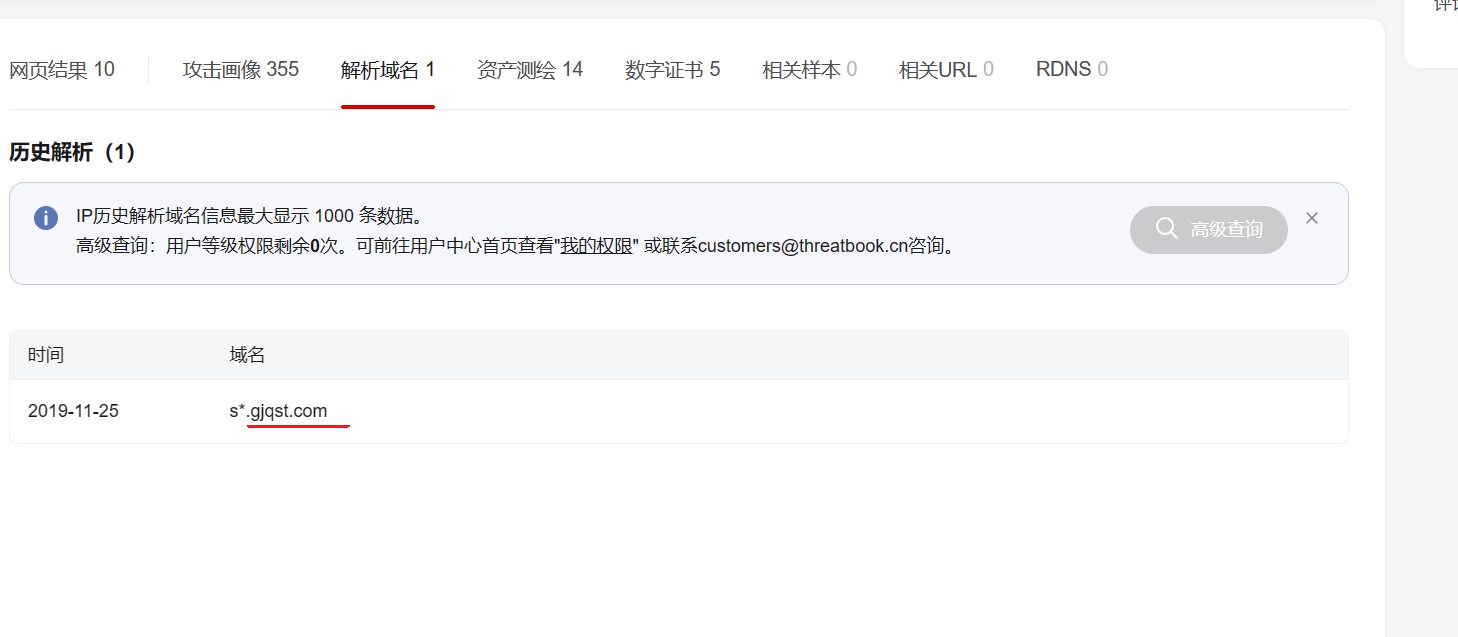 评论
网页结果 10 攻击画像 355 解析域名 1 资产测绘 14 数字证书 5 相关样本 0 相关URL 0 RDNS 0
历史解析（1）
IP历史解析域名信息最大显示 1000 条数据。
高级查询：用户等级权限剩余0次。可前往用户中心首页查看"我的权限" 或联系customers@threatbook.cn咨询。
高级查询
时间 域名
2019-11-25 s*.gjqst.com